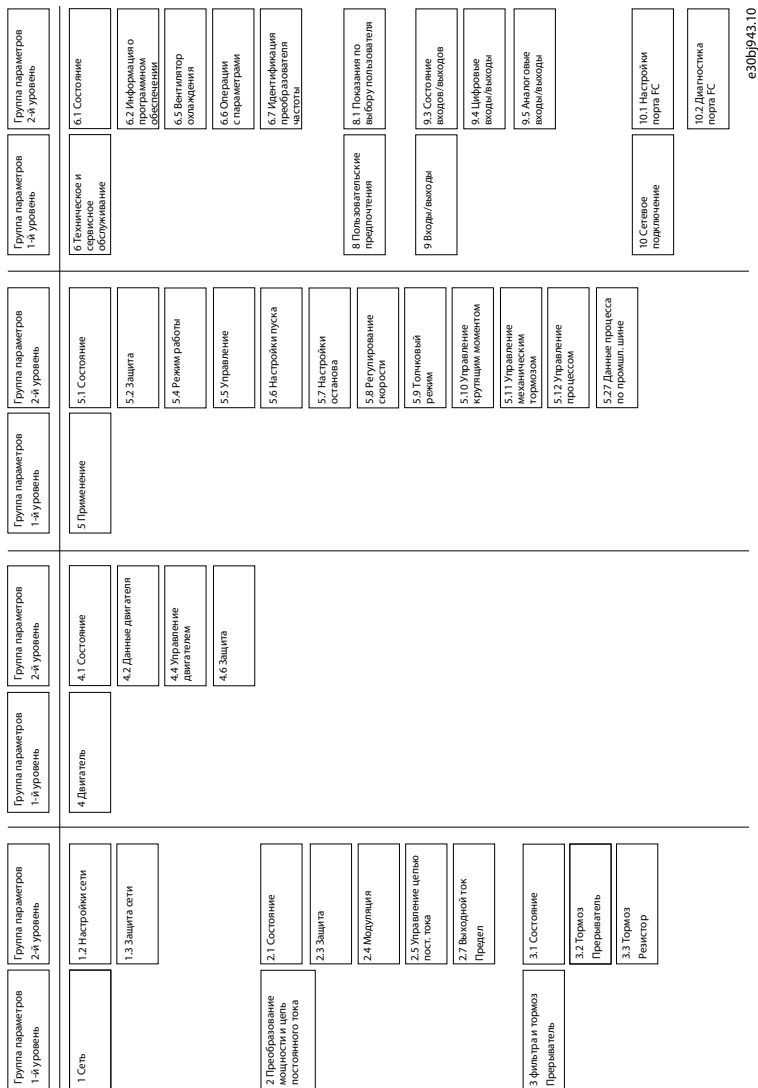 Группа параметров
1-й уровень
Группа параметров
2-й уровень
1 Сеть
1.2 Настройки сети
1.3 Защита сети
2 Преобразование
мощности и цепь
постоянного тока
2.1 Состояние
2.3 Защита
2.4 Модуляция
2.5 Управление цепью
пост. тока
2.7 Выходной ток
Предел
3 фильтра и тормоз
Прерыватель
3.1 Состояние
3.2 Тормоз
Прерыватель
3.3 Тормоз
Резистор
Группа параметров
1-й уровень
Группа параметров
2-й уровень
4 Двигатель
4.1 Состояние
4.2 Данные двигателя
4.4 Управление
двигателем
4.6 Защита
Группа параметров
1-й уровень
Группа параметров
2-й уровень
5 Применение
5.1 Состояние
5.2 Защита
5.4 Режим работы
5.5 Управление
5.6 Настройки пуска
5.7 Настройки
останова
5.8 Регулирование
скорости
5.9 Толчковый
режим
5.10 Управление
крутящим моментом
5.11 Управление
механическим
тормозом
5.12 Управление
процессом
5.27 Данные процесса
по промшл. шине
Группа параметров
1-й уровень
Группа параметров
2-й уровень
6 Техническое и
сервисное
обслуживание
6.1 Состояние
6.2 Информация о
программном
обеспечении
6.5 Вентилятор
охлаждения
6.6 Операции
с параметрами
6.7 Идентификация
преобразователя
частоты
8 Пользовательские
предпочтения
8.1 Показания по
выбору пользователя
9 Входы/выходы
9.3 Состояние
входов/выходов
9.4 Цифровые
входы/выходы
9.5 Аналоговые
входы/выходы
10 Сетевое
подключение
10.1 Настройки
порта FC
10.2 Диагностика
порта FC
e30bj943.10